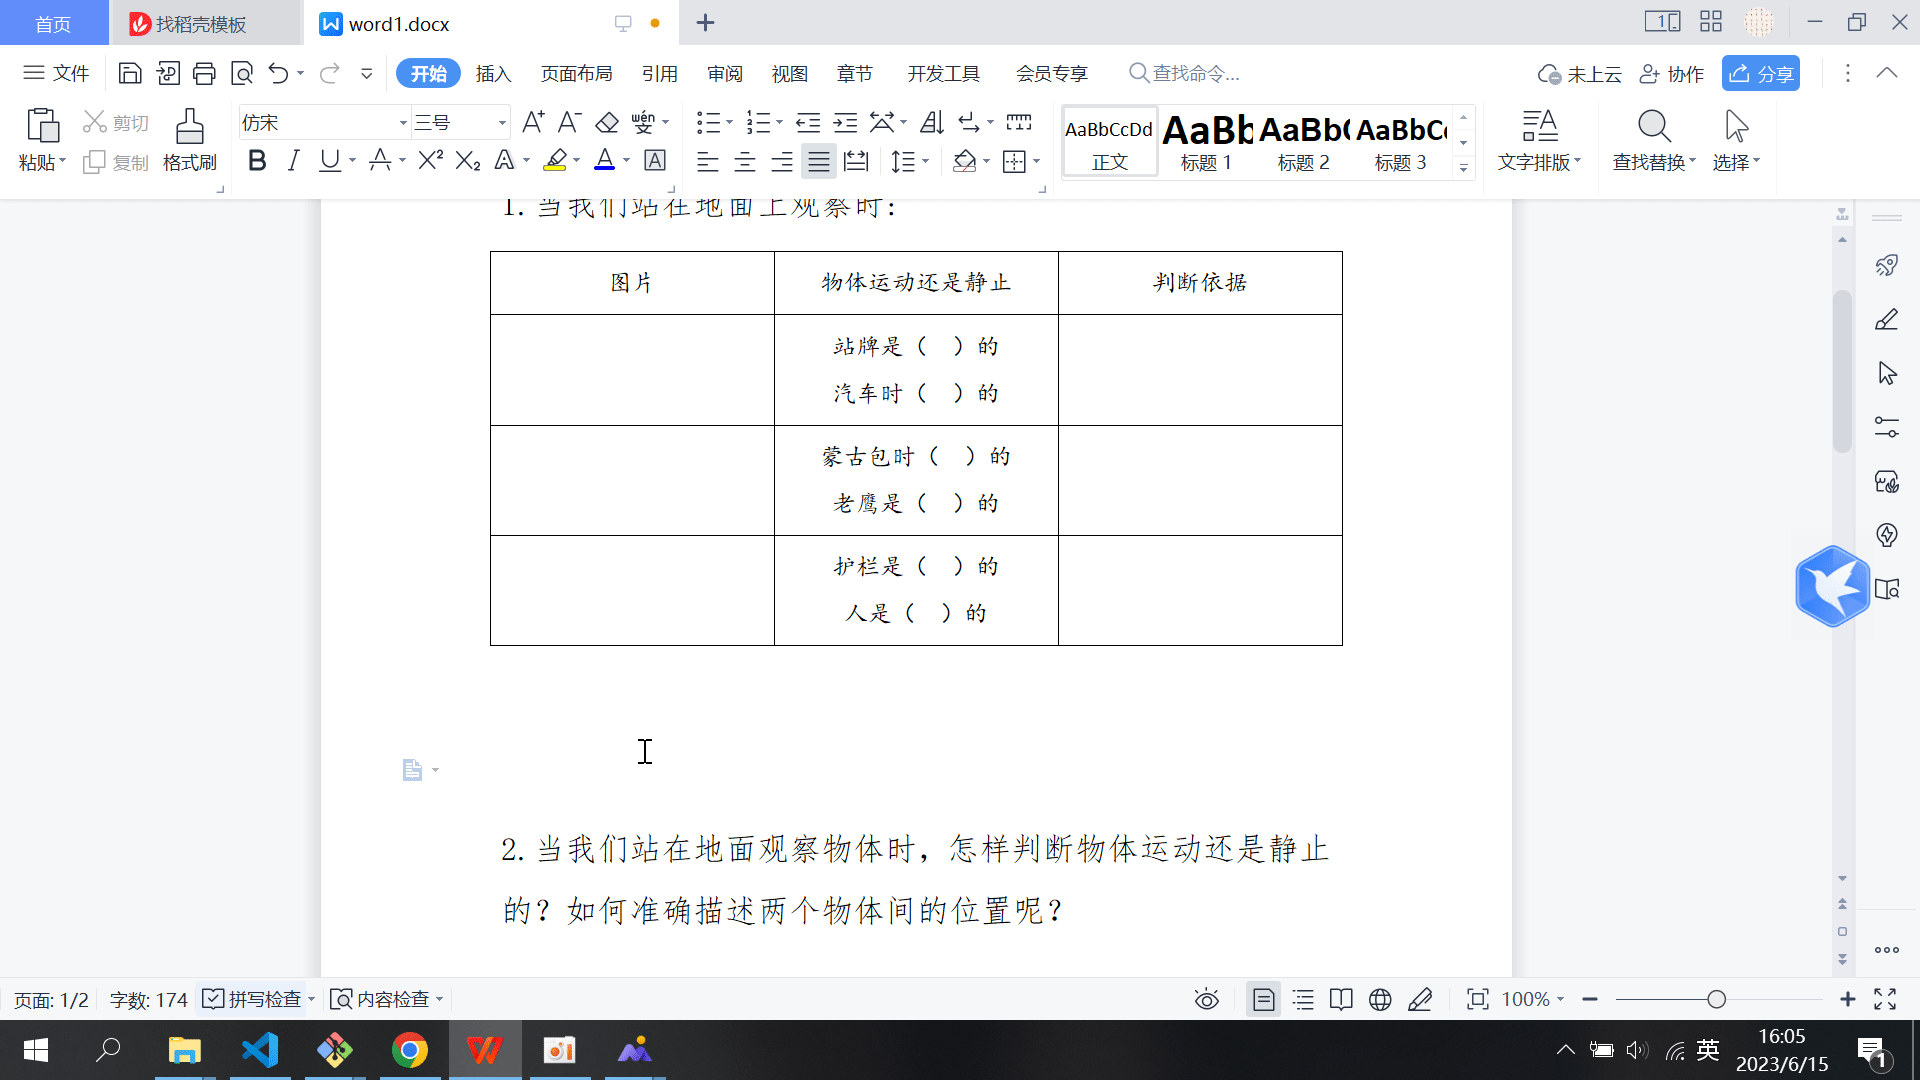 首页
找稻壳模板
word1.docx
文件
开始
插入
页面布局
引用
审阅
视图
章节
开发工具
会员专享
查找命令...
未上云
协作
分享
粘贴
剪切
复制
格式刷
仿宋
三号
AaBbCcDd
正文
AaBb
标题 1
AaBb(
标题 2
AaBbC
标题 3
文字排版
查找替换
选择
1. 当我们站在地面上观察时：
图片
物体运动还是静止
判断依据
站牌是（　）的
汽车时（　）的
蒙古包时（　）的
老鹰是（　）的
护栏是（　）的
人是（　）的
2. 当我们站在地面观察物体时，怎样判断物体运动还是静止
的？如何准确描述两个物体间的位置呢？
页面: 1/2
字数: 174
拼写检查
内容检查
100%
英
16:05
2023/6/15
1